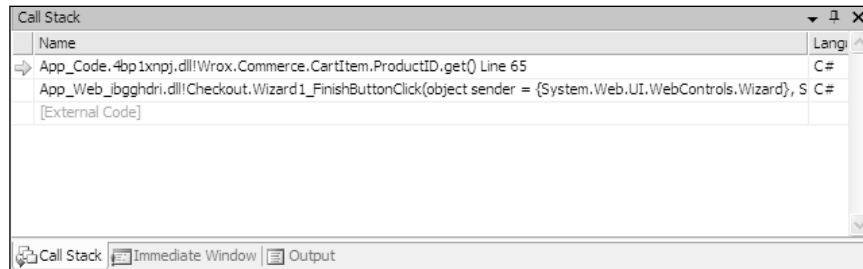 Call Stack
Name Langu
App_Code.4bp1xnpj.dll!Wrox.Commerce.CartItem.ProductID.get() Line 65 C#
App_Web_ibgghdri.dll!Checkout.Wizard1_FinishButtonClick(object sender = {System.Web.UI.WebControls.Wizard}, S C#
[External Code]
Call Stack Immediate Window Output